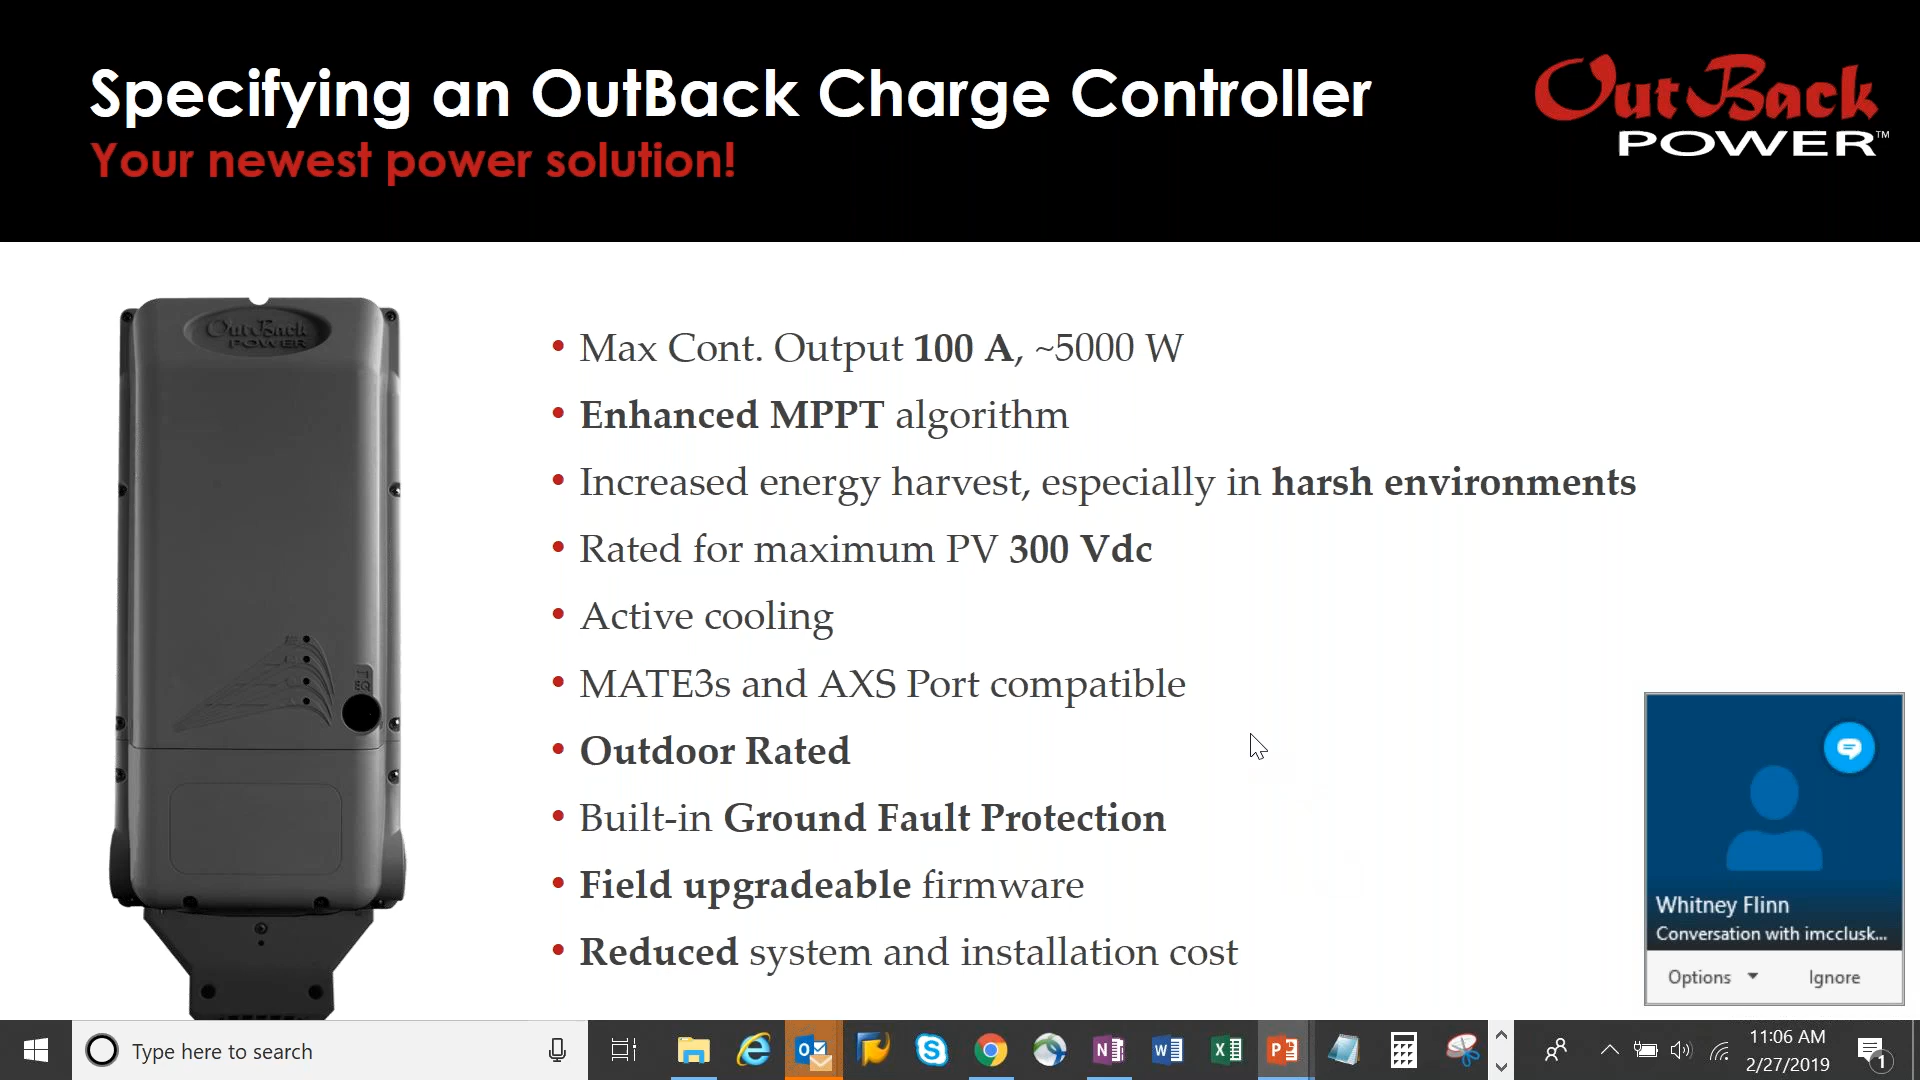 Specifying an OutBack Charge Controller
Your newest power solution!
OutBack
POWER™
OutBack
POWER
EQ
• Max Cont. Output 100 A, ~5000 W
• Enhanced MPPT algorithm
• Increased energy harvest, especially in harsh environments
• Rated for maximum PV 300 Vdc
• Active cooling
• MATE3s and AXS Port compatible
• Outdoor Rated
• Built-in Ground Fault Protection
• Field upgradeable firmware
• Reduced system and installation cost
Whitney Flinn
Conversation with imcclusk...
Options
Ignore
Type here to search
11:06 AM
2/27/2019
1